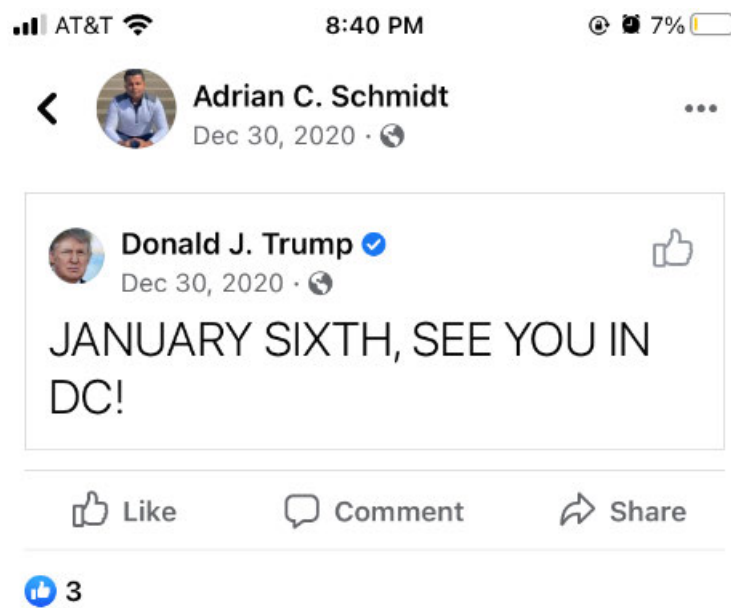 AT&T 8:40 PM 7%
Adrian C. Schmidt
Dec 30, 2020 ·
Donald J. Trump
Dec 30, 2020 ·
JANUARY SIXTH, SEE YOU IN
DC!
Like Comment Share
3